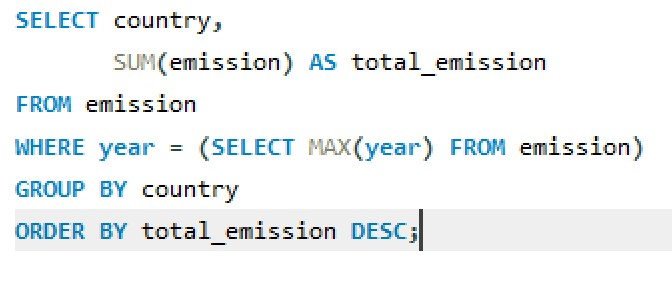 SELECT country,
SUM(emission) AS total_emission
FROM emission
WHERE year = (SELECT MAX(year) FROM emission)
GROUP BY country
ORDER BY total_emission DESC;